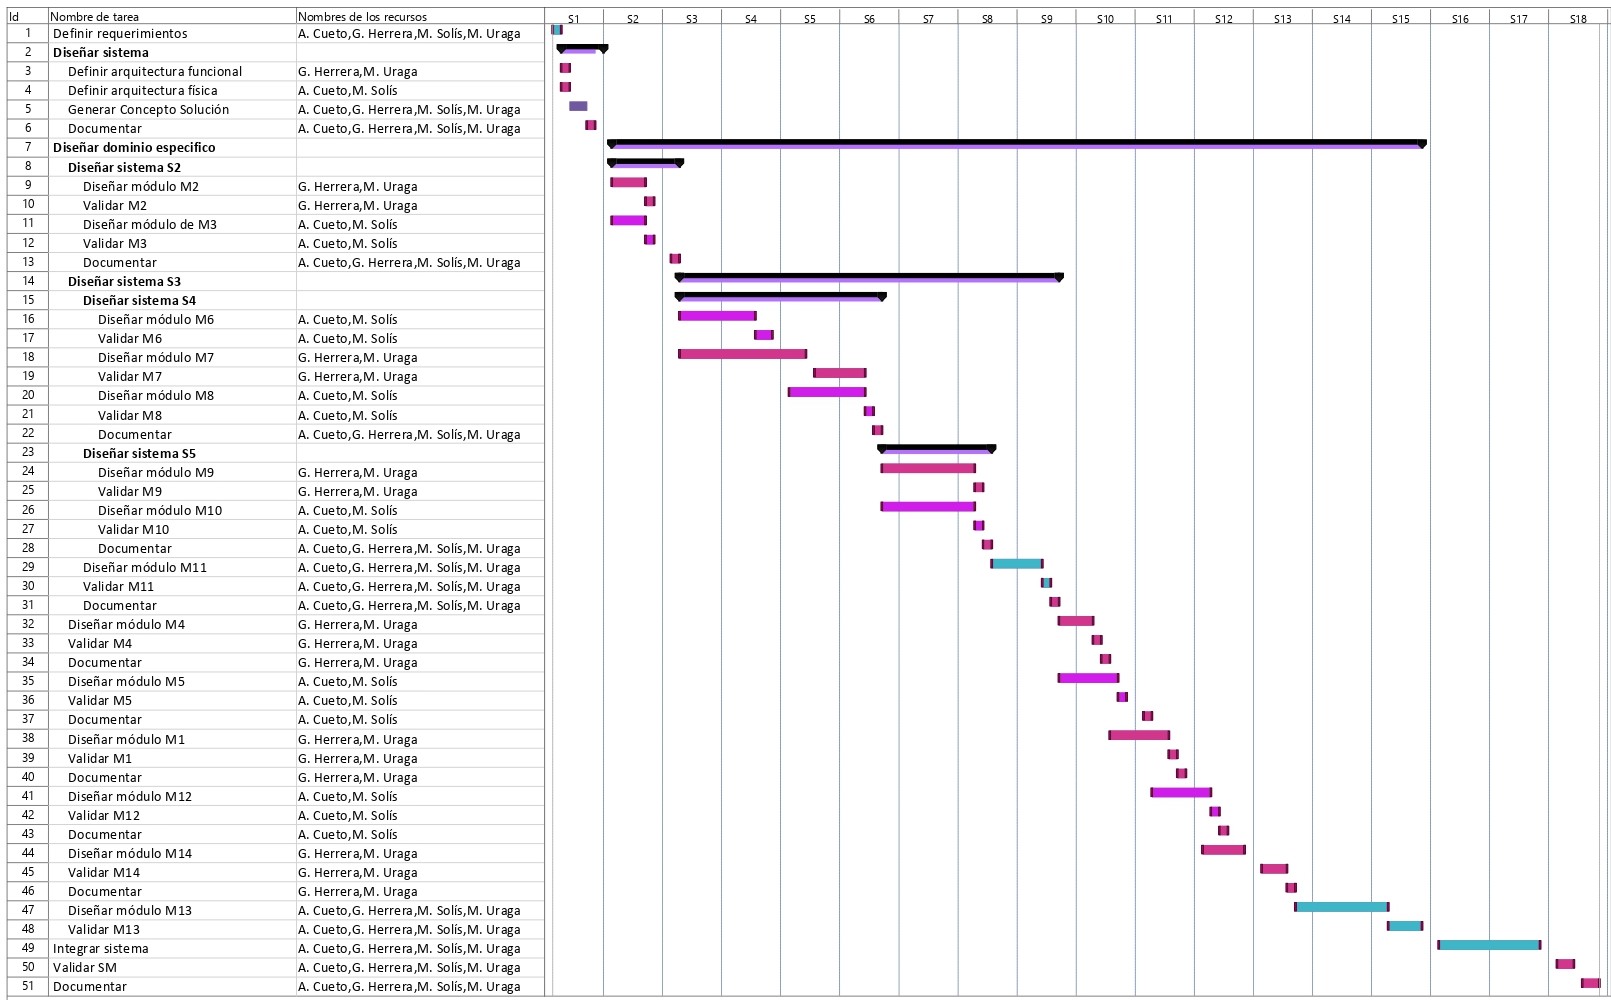 Id Nombre de tarea Nombres de los recursos S1 S2 S3 S4 S5 S6 S7 S8 S9 S10 S11 S12 S13 S14 S15 S16 S17 S18
1 Definir requerimientos A. Cueto,G. Herrera,M. Solís,M. Uraga
2 Diseñar sistema
3 Definir arquitectura funcional G. Herrera,M. Uraga
4 Definir arquitectura física A. Cueto,M. Solís
5 Generar Concepto Solución A. Cueto,G. Herrera,M. Solís,M. Uraga
6 Documentar A. Cueto,G. Herrera,M. Solís,M. Uraga
7 Diseñar dominio especifico
8 Diseñar sistema S2
9 Diseñar módulo M2 G. Herrera,M. Uraga
10 Validar M2 G. Herrera,M. Uraga
11 Diseñar módulo de M3 A. Cueto,M. Solís
12 Validar M3 A. Cueto,M. Solís
13 Documentar A. Cueto,G. Herrera,M. Solís,M. Uraga
14 Diseñar sistema S3
15 Diseñar sistema S4
16 Diseñar módulo M6 A. Cueto,M. Solís
17 Validar M6 A. Cueto,M. Solís
18 Diseñar módulo M7 G. Herrera,M. Uraga
19 Validar M7 G. Herrera,M. Uraga
20 Diseñar módulo M8 A. Cueto,M. Solís
21 Validar M8 A. Cueto,M. Solís
22 Documentar A. Cueto,G. Herrera,M. Solís,M. Uraga
23 Diseñar sistema S5
24 Diseñar módulo M9 G. Herrera,M. Uraga
25 Validar M9 G. Herrera,M. Uraga
26 Diseñar módulo M10 A. Cueto,M. Solís
27 Validar M10 A. Cueto,M. Solís
28 Documentar A. Cueto,G. Herrera,M. Solís,M. Uraga
29 Diseñar módulo M11 A. Cueto,G. Herrera,M. Solís,M. Uraga
30 Validar M11 A. Cueto,G. Herrera,M. Solís,M. Uraga
31 Documentar A. Cueto,G. Herrera,M. Solís,M. Uraga
32 Diseñar módulo M4 G. Herrera,M. Uraga
33 Validar M4 G. Herrera,M. Uraga
34 Documentar G. Herrera,M. Uraga
35 Diseñar módulo M5 A. Cueto,M. Solís
36 Validar M5 A. Cueto,M. Solís
37 Documentar A. Cueto,M. Solís
38 Diseñar módulo M1 G. Herrera,M. Uraga
39 Validar M1 G. Herrera,M. Uraga
40 Documentar G. Herrera,M. Uraga
41 Diseñar módulo M12 A. Cueto,M. Solís
42 Validar M12 A. Cueto,M. Solís
43 Documentar A. Cueto,M. Solís
44 Diseñar módulo M14 G. Herrera,M. Uraga
45 Validar M14 G. Herrera,M. Uraga
46 Documentar G. Herrera,M. Uraga
47 Diseñar módulo M13 A. Cueto,G. Herrera,M. Solís,M. Uraga
48 Validar M13 A. Cueto,G. Herrera,M. Solís,M. Uraga
49 Integrar sistema A. Cueto,G. Herrera,M. Solís,M. Uraga
50 Validar SM A. Cueto,G. Herrera,M. Solís,M. Uraga
51 Documentar A. Cueto,G. Herrera,M. Solís,M. Uraga